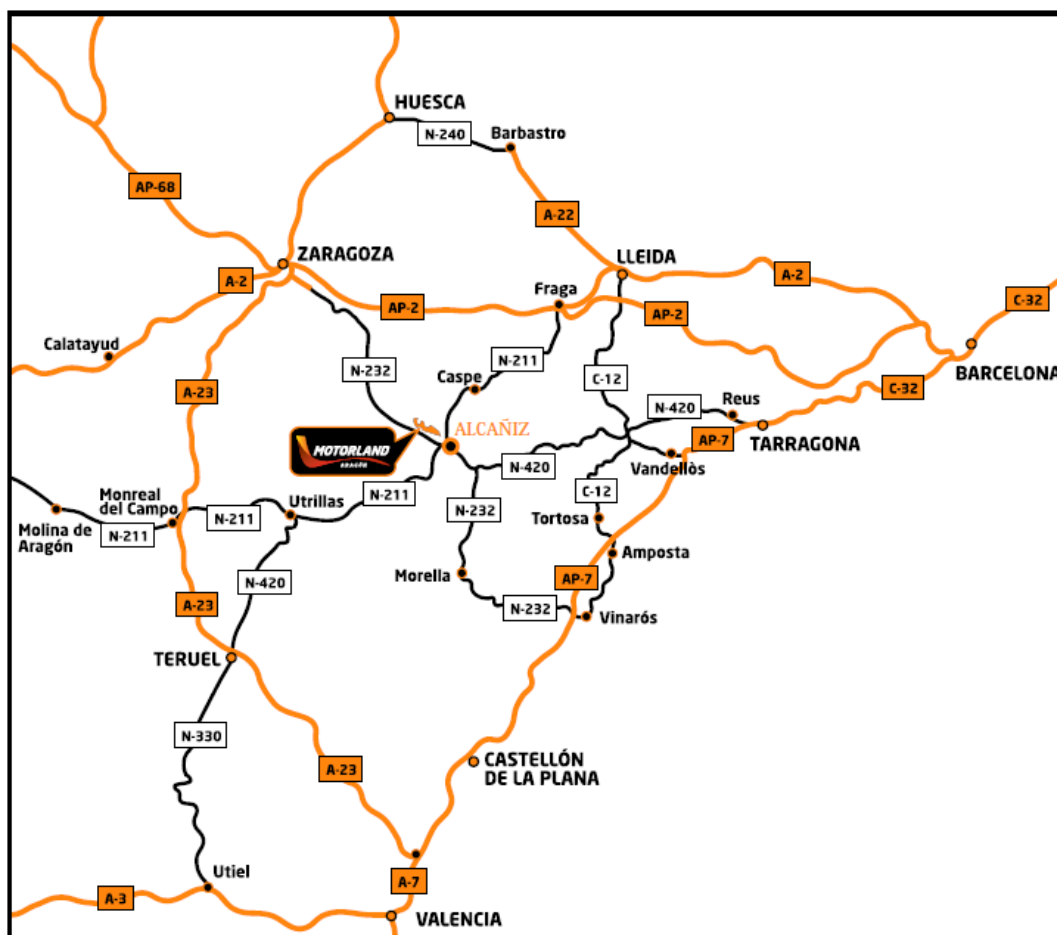 HUESCA
N-240
Barbastro
AP-68
A-22
ZARAGOZA
LLEIDA
A-2
A-2
Fraga
C-32
AP-2
AP-2
Calatayud
N-211
BARCELONA
N-232
Caspe
C-12
A-23
C-32
Reus
N-420
ALCAÑIZ
TARRAGONA
AP-7
MOTORLAND
ARAGÓN
N-420
Vandellòs
N-211
C-12
Monreal
del Campo
Utrillas
N-211
N-232
Tortosa
Molina de
Aragón
N-211
Amposta
Morella
AP-7
N-420
A-23
N-232
Vinarós
TERUEL
N-330
A-23
CASTELLÓN
DE LA PLANA
Utiel
A-7
A-3
VALENCIA